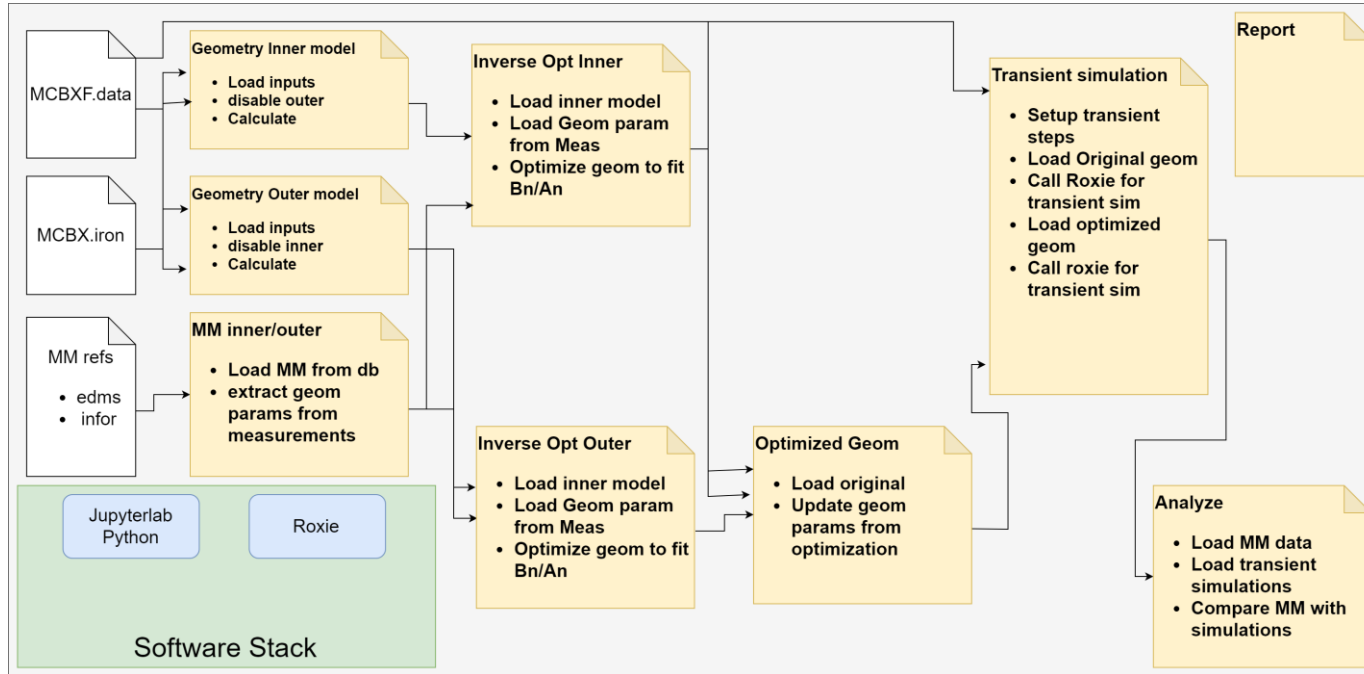 MCBXF.data
Geometry Inner model
• Load inputs
• disable outer
• Calculate
Inverse Opt Inner
• Load inner model
• Load Geom param
from Meas
• Optimize geom to fit
Bn/An
Transient simulation
• Setup transient
steps
• Load Original geom
• Call Roxie for
transient sim
• Load optimized
geom
• Call roxie for
transient sim
Report
MCBX.iron
Geometry Outer model
• Load inputs
• disable inner
• Calculate
MM refs
• edms
• infor
MM inner/outer
• Load MM from db
• extract geom
params from
measurements
Inverse Opt Outer
• Load inner model
• Load Geom param
from Meas
• Optimize geom to fit
Bn/An
Optimized Geom
• Load original
• Update geom
params from
optimization
Analyze
• Load MM data
• Load transient
simulations
• Compare MM with
simulations
Jupyterlab
Python
Roxie
Software Stack